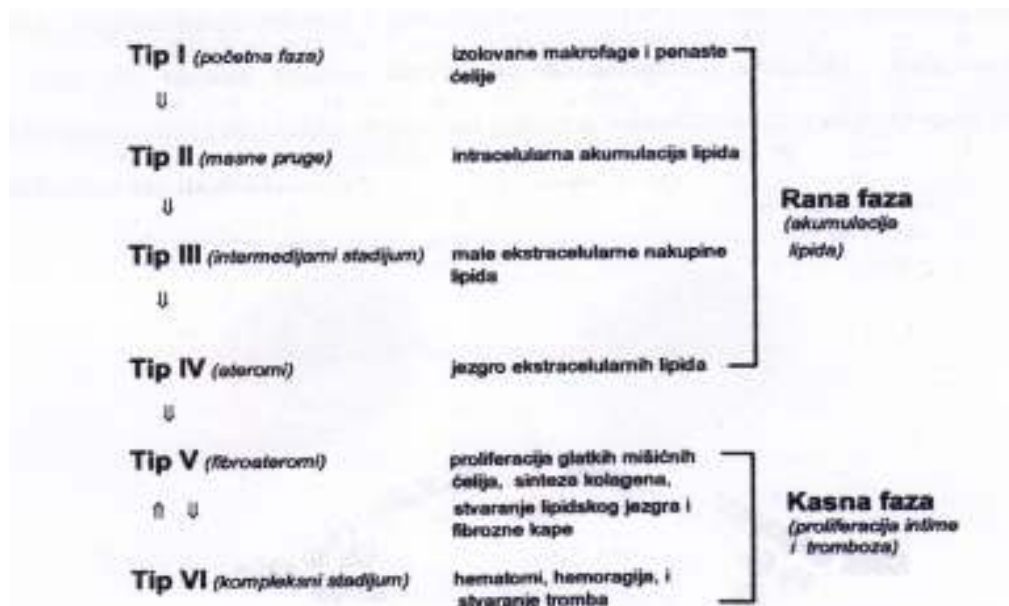 Tip I (početna faza)
izolovane makrofage i penaste
ćelije
⇓
Tip II (masne pruge)
intracelularna akumulacija lipida
⇓
Rana faza
(akumulacija
lipida)
Tip III (intermedijarni stadijum)
male ekstracelularne nakupine
lipida
⇓
Tip IV (ateromi)
jezgro ekstracelularnih lipida
⇓
Tip V (fibroateromi)
proliferacija glatkih mišićnih
ćelija, sinteza kolagena,
stvaranje lipidskog jezgra i
fibrozne kape
⇑ ⇓
Kasna faza
(proliferacija intime
i tromboza)
Tip VI (kompleksni stadijum)
hematomi, hemoragija, i
stvaranje tromba